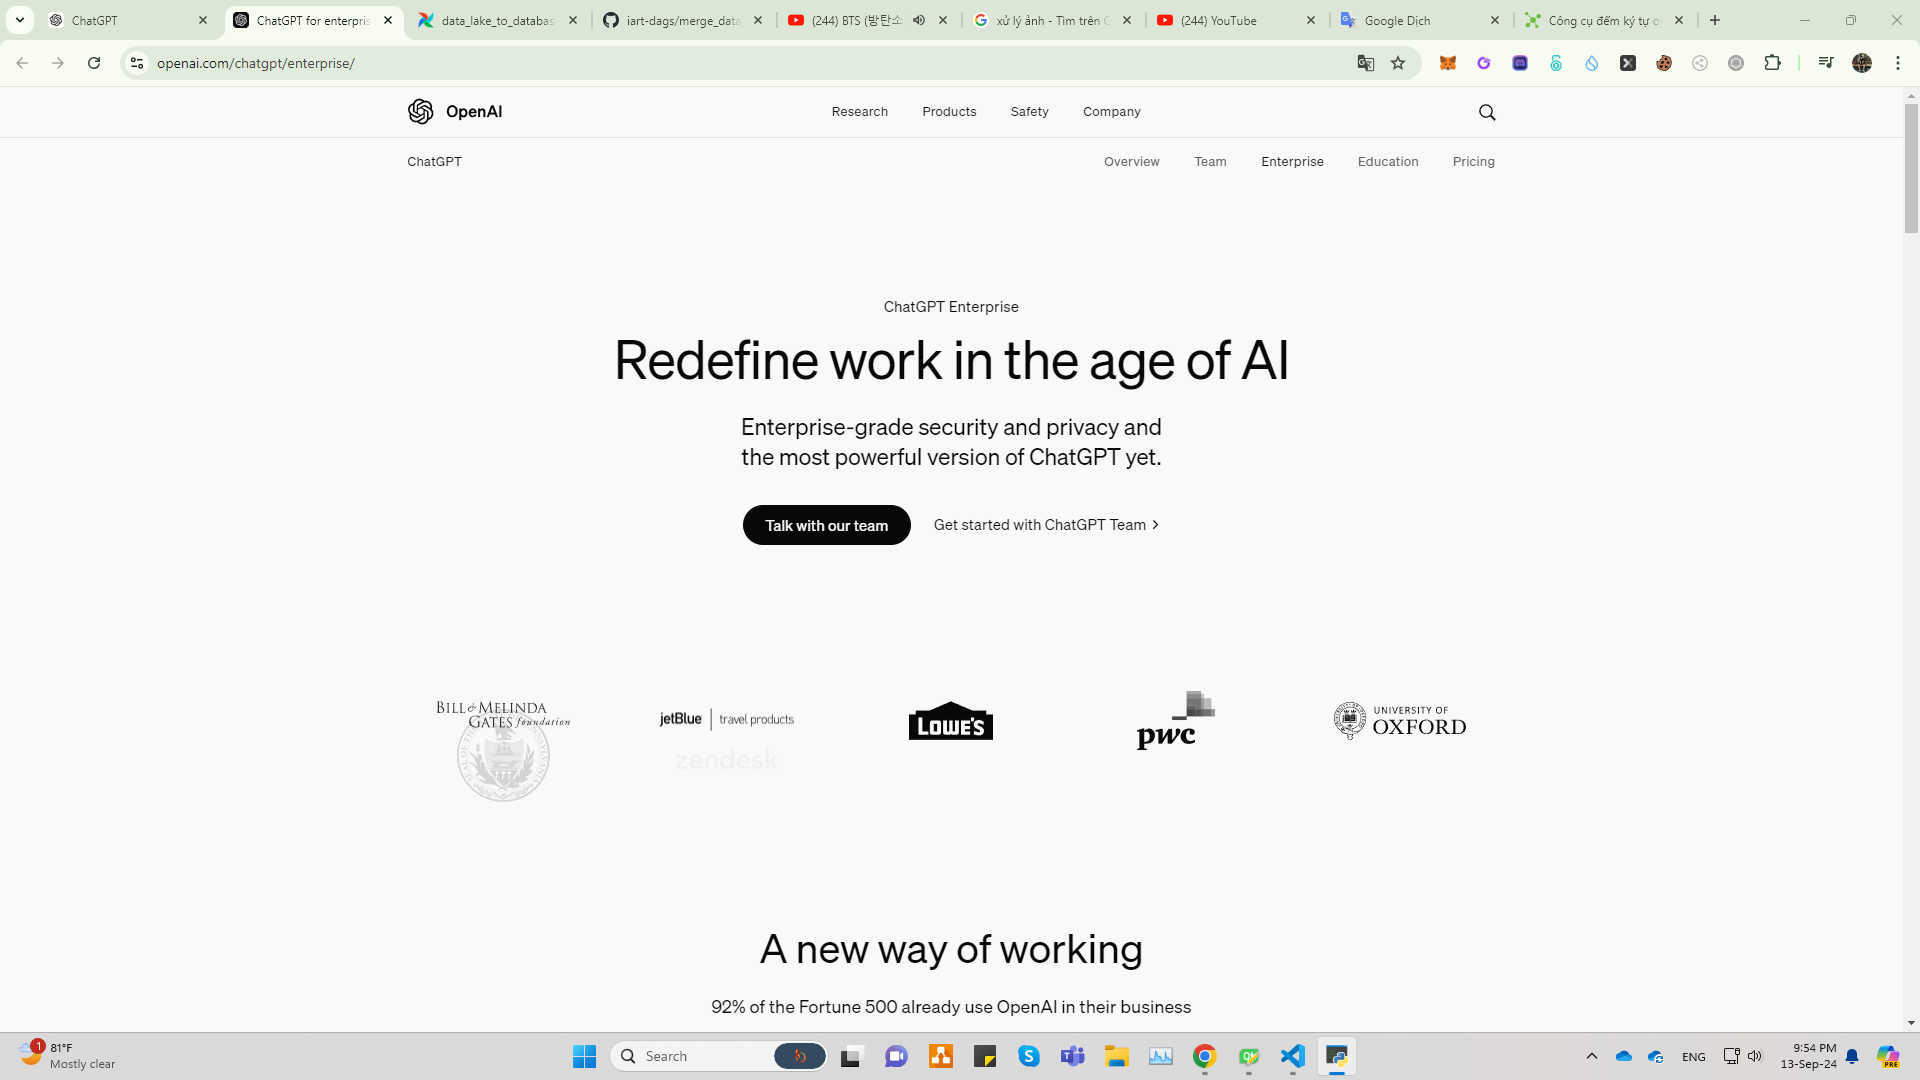 ChatGPT
ChatGPT for enterpris
data_lake_to_databas
iart-dags/merge_data
(244) BTS (방탄소
xử lý ảnh - Tìm trên G
(244) YouTube
Google Dịch
Công cụ đếm ký tự o
openai.com/chatgpt/enterprise/
OpenAI
Research
Products
Safety
Company
ChatGPT
Overview
Team
Enterprise
Education
Pricing
ChatGPT Enterprise
Redefine work in the age of AI
Enterprise-grade security and privacy and
the most powerful version of ChatGPT yet.
Talk with our team
Get started with ChatGPT Team
BILL & MELINDA
GATES foundation
jetBlue | travel products
zendesk
LOWE'S
pwc
UNIVERSITY OF
OXFORD
A new way of working
92% of the Fortune 500 already use OpenAI in their business
1
81°F
Mostly clear
Search
ENG
9:54 PM
13-Sep-24
PRE